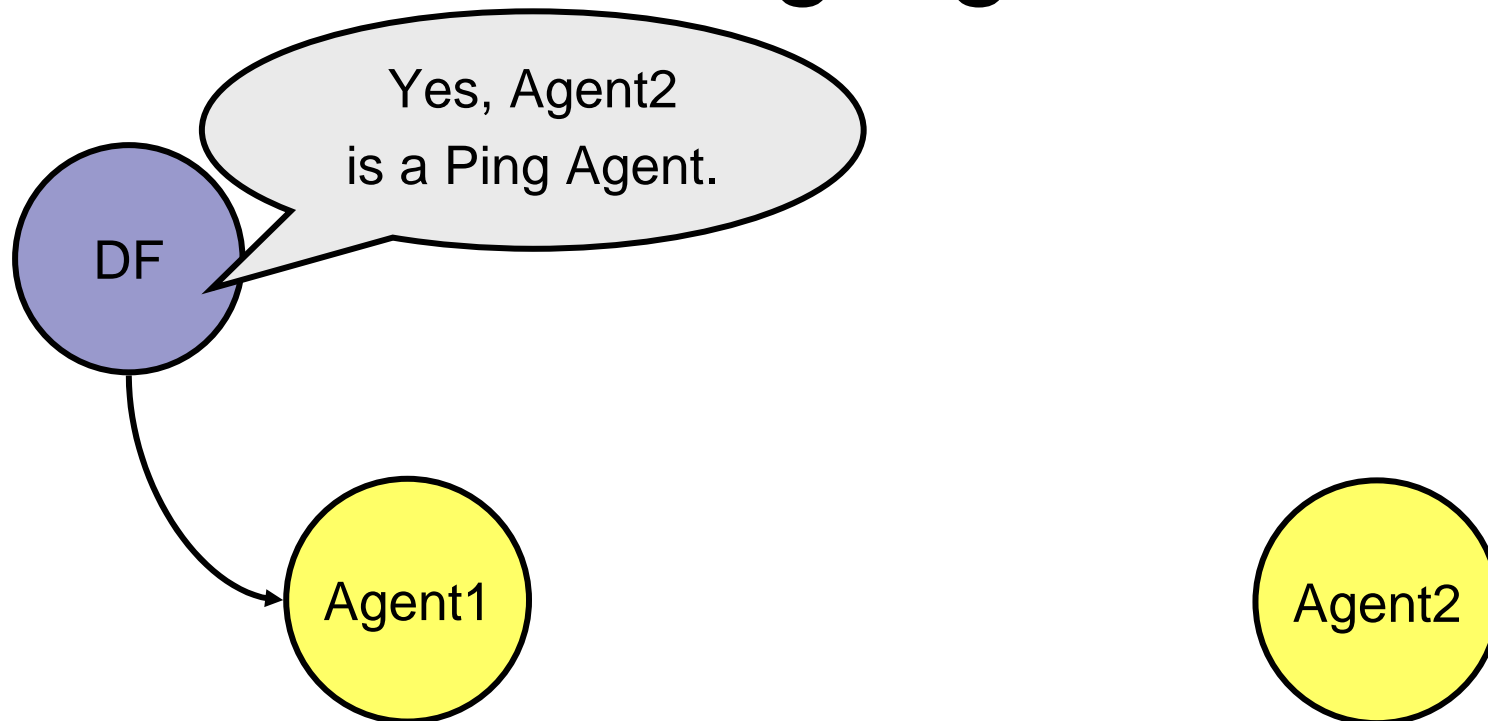 Yes, Agent2
is a Ping Agent.
DF
Agent1
Agent2